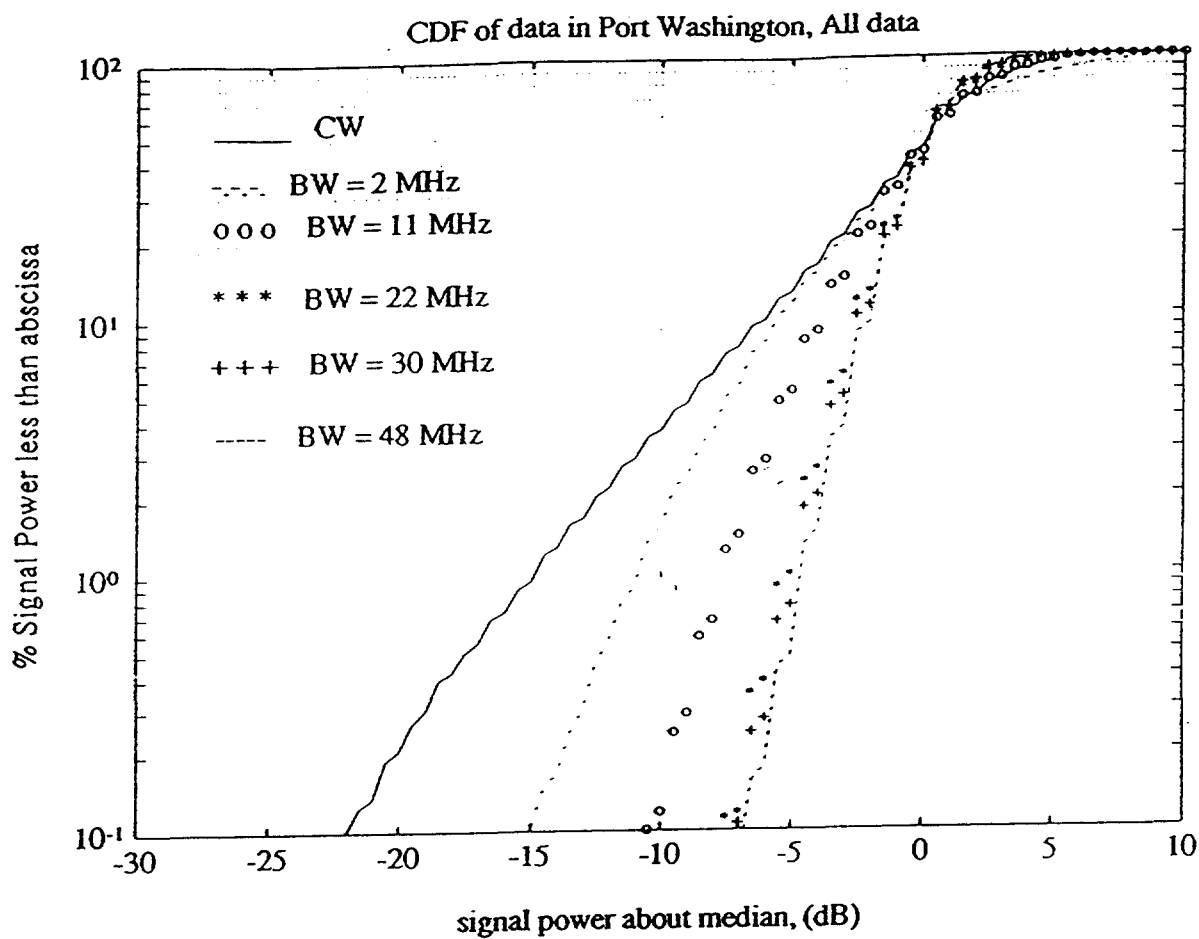 CDF of data in Port Washington, All data
10²
CW
BW = 2 MHz
BW = 11 MHz
BW = 22 MHz
10¹
BW = 30 MHz
BW = 48 MHz
% Signal Power less than abscissa
10⁰
10⁻¹
-30 -25 -20 -15 -10 -5 0 5 10
signal power about median, (dB)